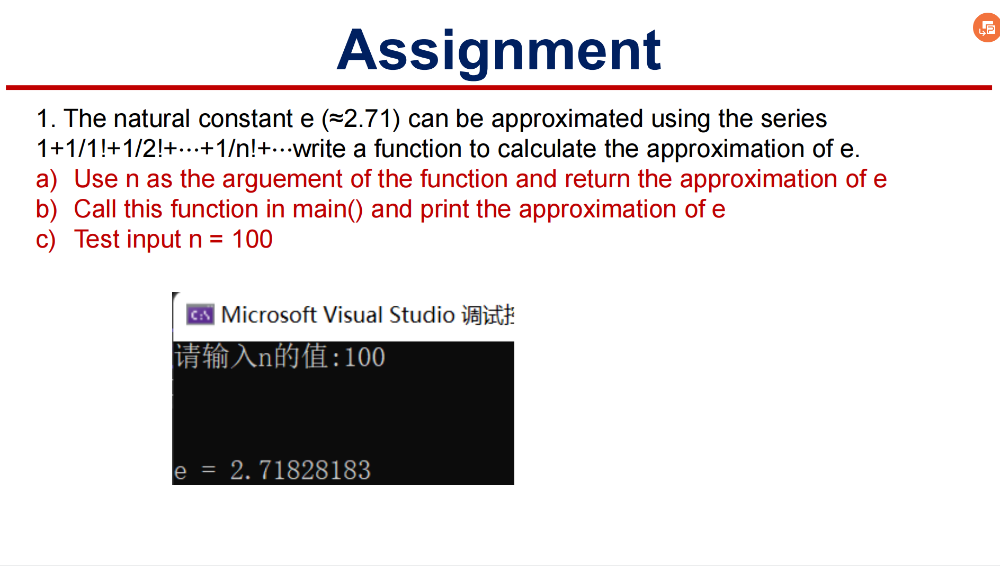 Assignment
1. The natural constant e (≈2.71) can be approximated using the series
1+1/1!+1/2!+···+1/n!+···write a function to calculate the approximation of e.
a) Use n as the arguement of the function and return the approximation of e
b) Call this function in main() and print the approximation of e
c) Test input n = 100
C:\ Microsoft Visual Studio 调试
请输入n的值:100
e = 2.71828183